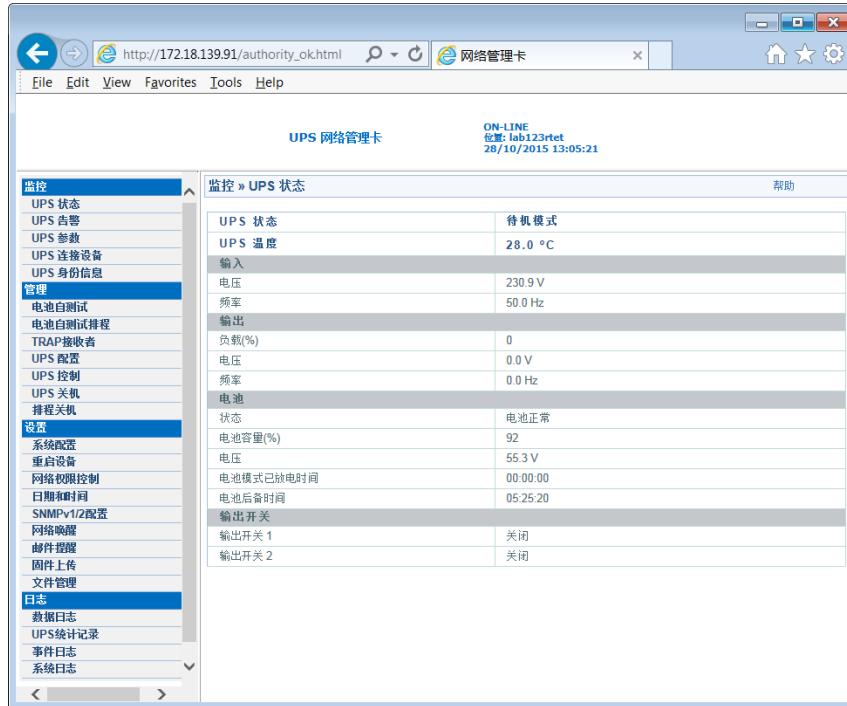 http://172.18.139.91/authority_ok.html
网络管理卡
File Edit View Favorites Tools Help
UPS 网络管理卡
ON-LINE
位置: lab123rtet
28/10/2015 13:05:21
监控
UPS 状态
UPS 告警
UPS 参数
UPS 连接设备
UPS 身份信息
管理
电池自测试
电池自测试排程
TRAP接收者
UPS 配置
UPS 控制
UPS 关机
排程关机
设置
系统配置
重启设备
网络权限控制
日期和时间
SNMPv1/2配置
网络唤醒
邮件提醒
固件上传
文件管理
日志
数据日志
UPS统计记录
事件日志
系统日志
监控 » UPS 状态 帮助
UPS 状态 待机模式
UPS 温度 28.0 °C
输入
电压 230.9 V
频率 50.0 Hz
输出
负载(%) 0
电压 0.0 V
频率 0.0 Hz
电池
状态 电池正常
电池容量(%) 92
电压 55.3 V
电池模式已放电时间 00:00:00
电池后备时间 05:25:20
输出开关
输出开关 1 关闭
输出开关 2 关闭